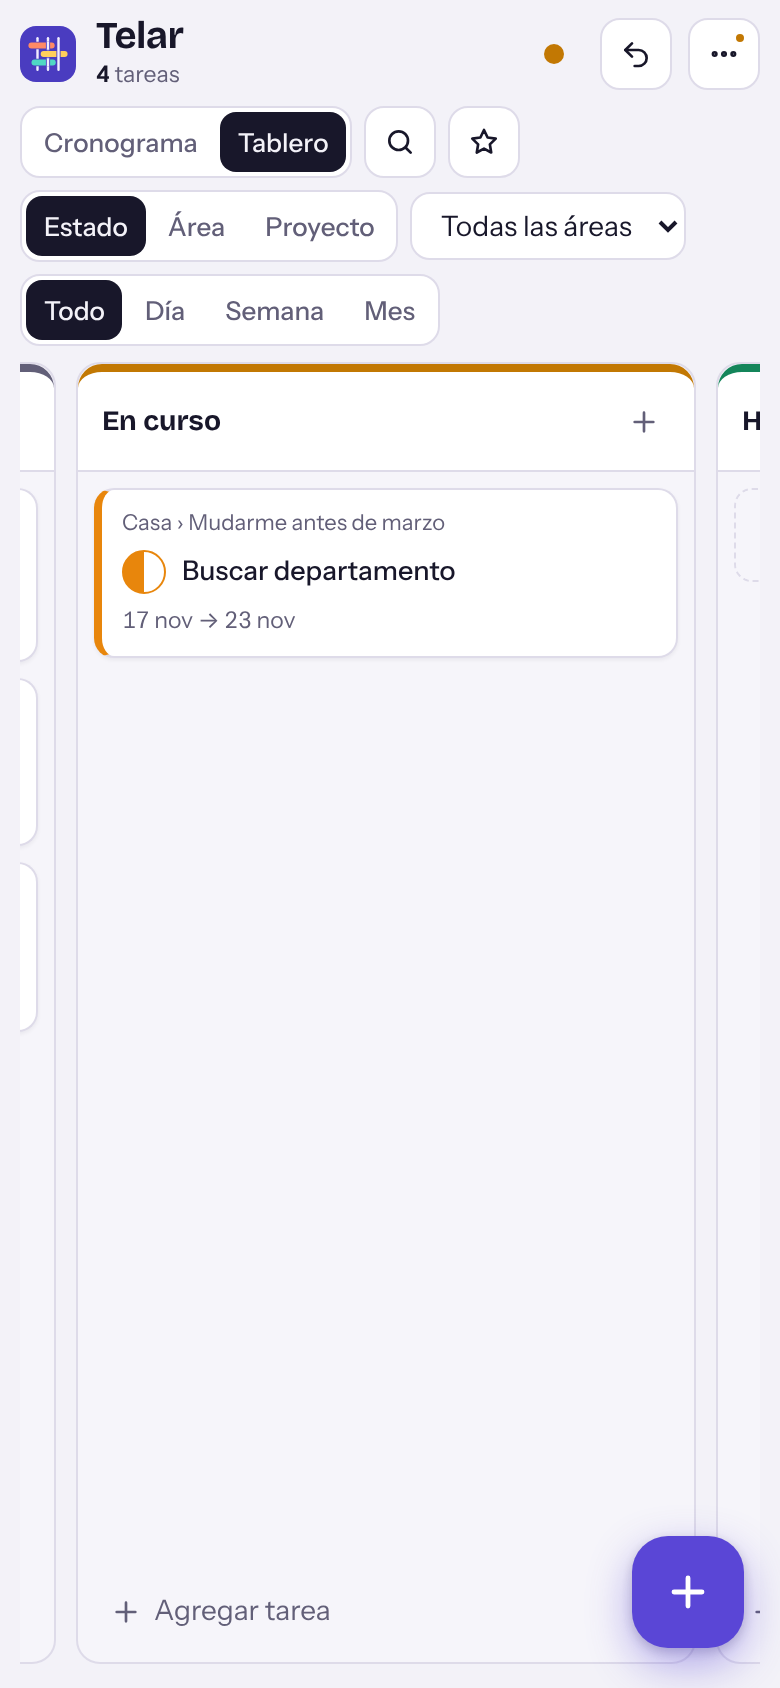 Telar
4 tareas
Cronograma Tablero
Estado Área Proyecto Todas las áreas
Todo Día Semana Mes
En curso
Casa › Mudarme antes de marzo
Buscar departamento
17 nov → 23 nov
+ Agregar tarea